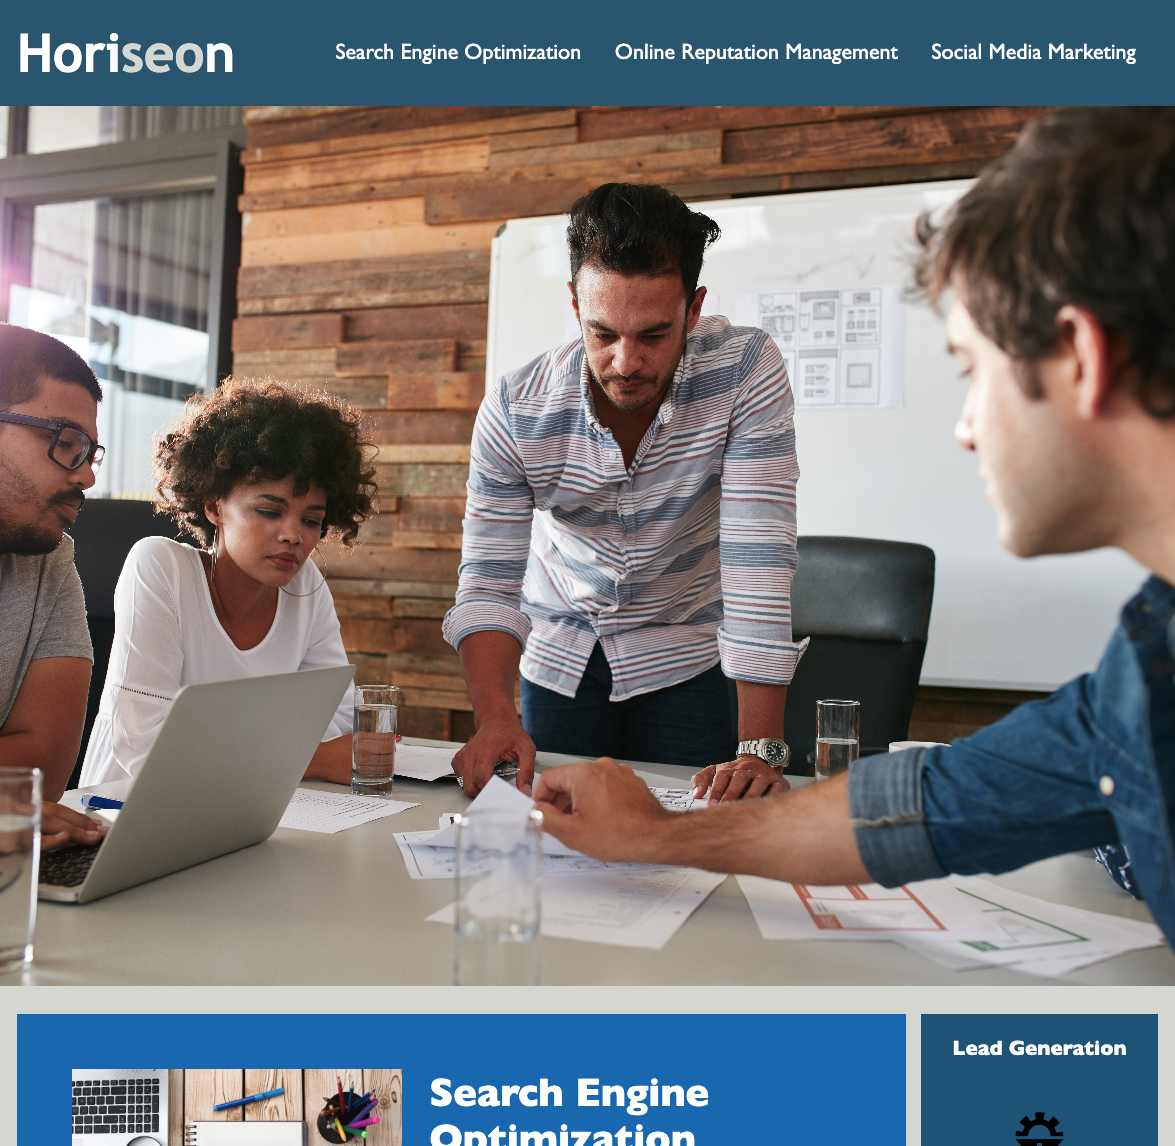 Horiseon
Search Engine Optimization
Online Reputation Management
Social Media Marketing
Search Engine
Optimization
Lead Generation